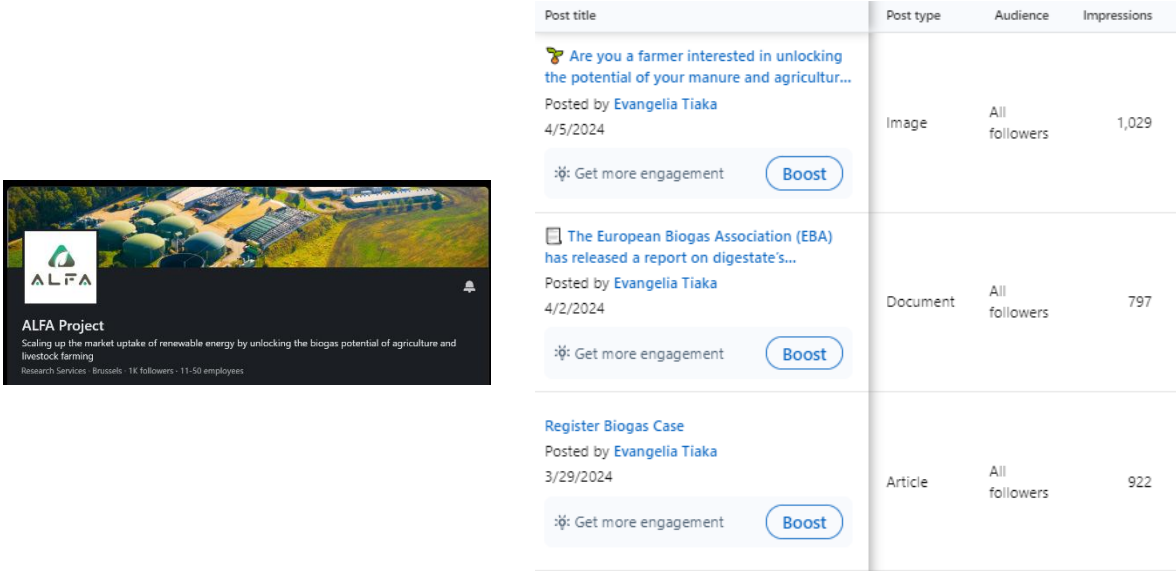 ALFA
ALFA Project
Scaling up the market uptake of renewable energy by unlocking the biogas potential of agriculture and
livestock farming
Research Services · Brussels · 1K followers · 11-50 employees
Post title Post type Audience Impressions
🌱 Are you a farmer interested in unlocking
the potential of your manure and agricultur...
Posted by Evangelia Tiaka
4/5/2024
Image
All
followers
1,029
Get more engagement Boost
📃 The European Biogas Association (EBA)
has released a report on digestate's...
Posted by Evangelia Tiaka
4/2/2024
Document
All
followers
797
Get more engagement Boost
Register Biogas Case
Posted by Evangelia Tiaka
3/29/2024
Article
All
followers
922
Get more engagement Boost